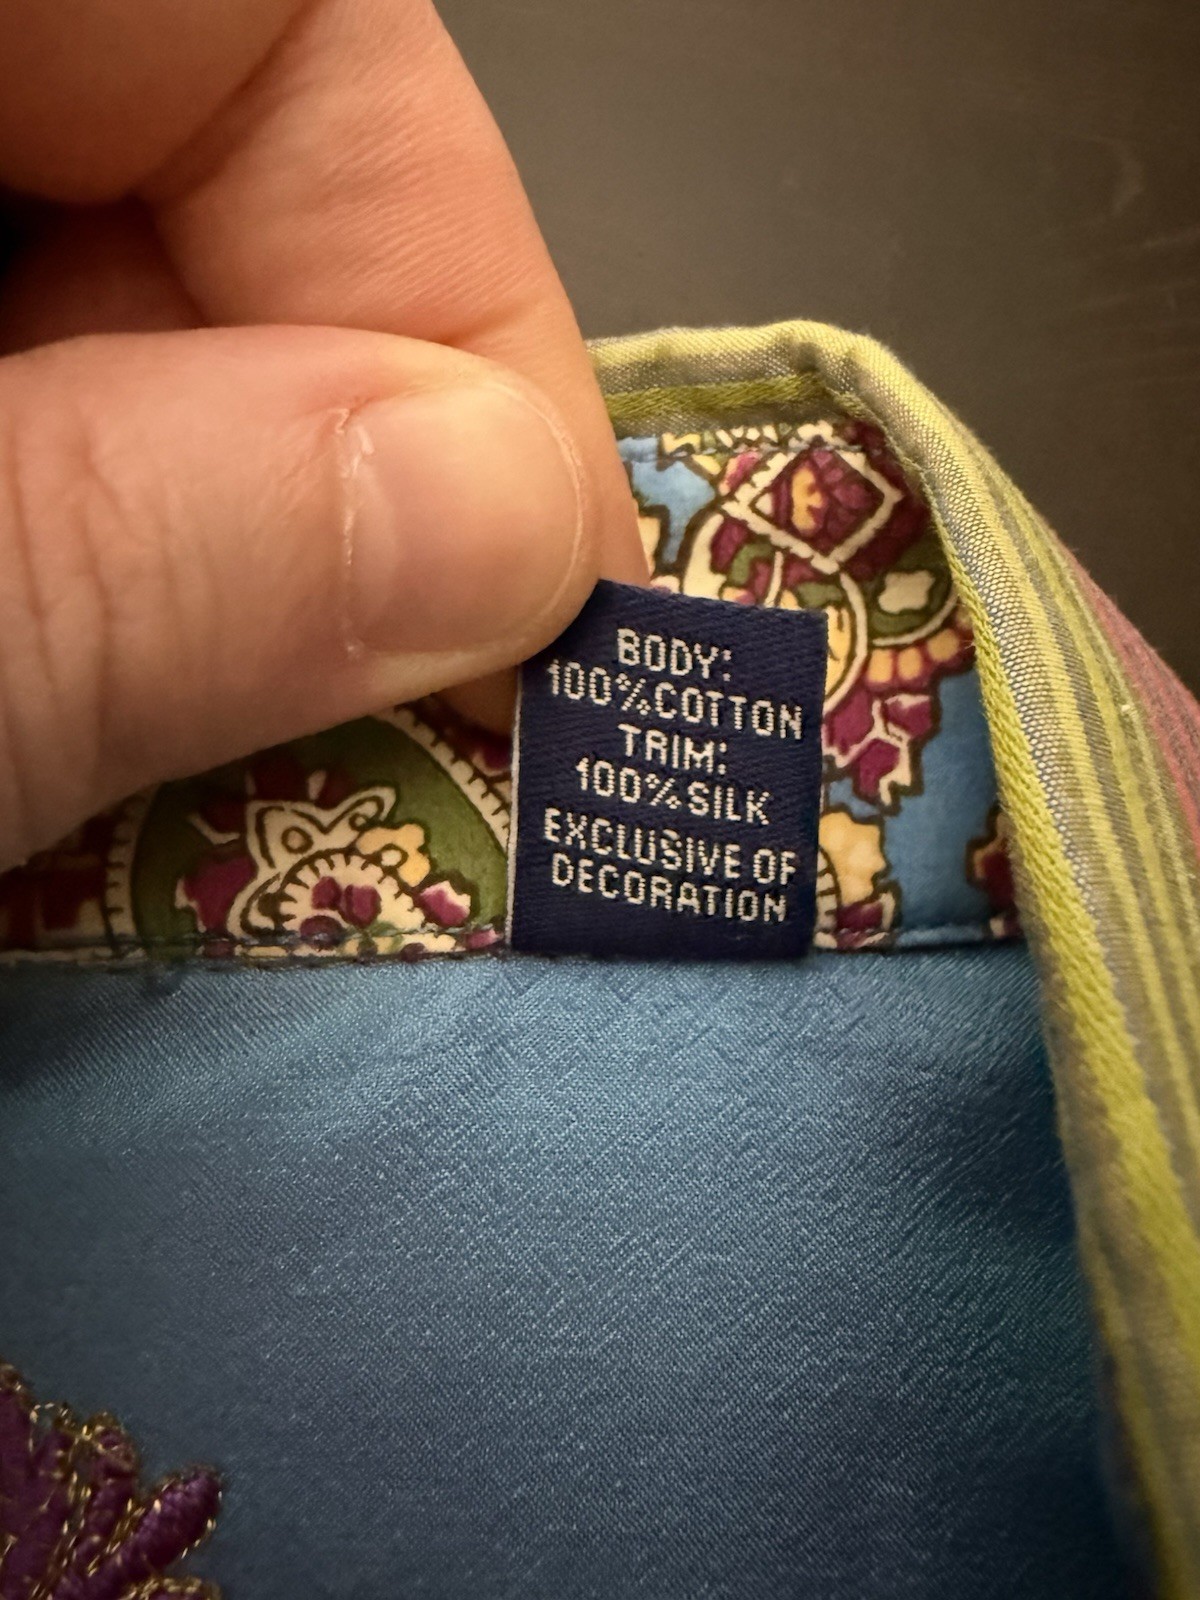 BODY:
100%COTTON
TRIM:
100%SILK
EXCLUSIVE OF
DECORATION